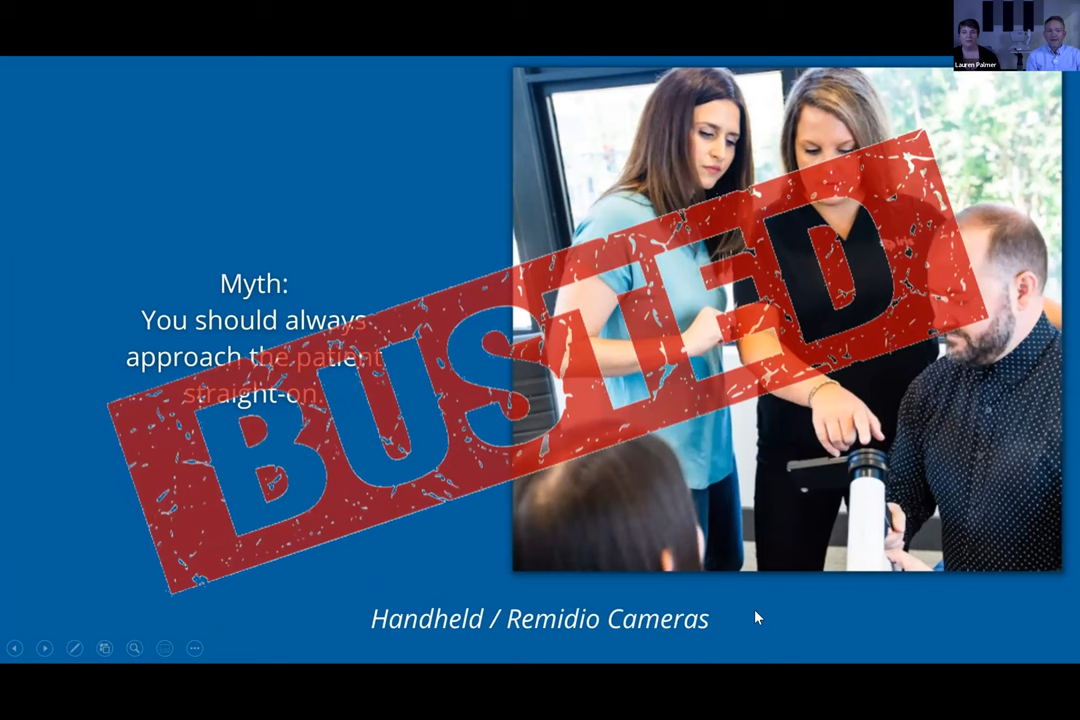 Lauren Palmer
Myth:
You should always
approach the patient
straight-on.
BUSTED
Handheld / Remidio Cameras